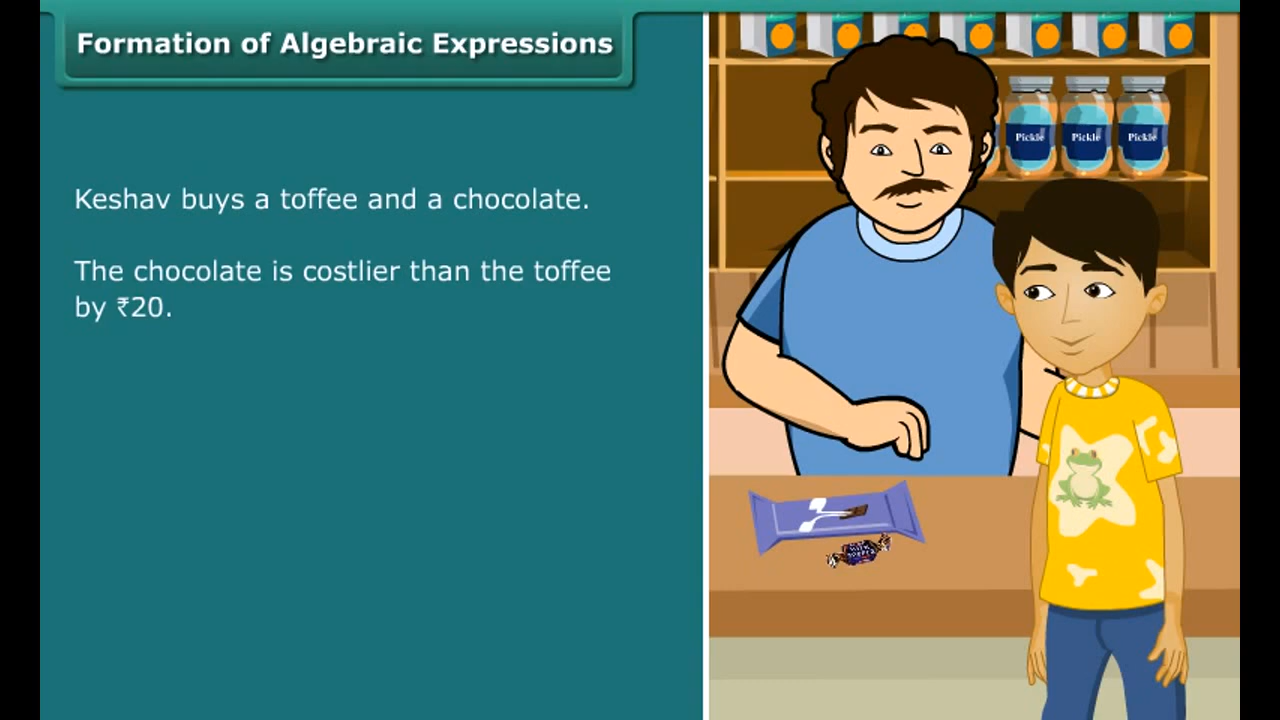 Formation of Algebraic Expressions
Keshav buys a toffee and a chocolate.
The chocolate is costlier than the toffee
by ₹20.
Pickle
Pickle
Pickle